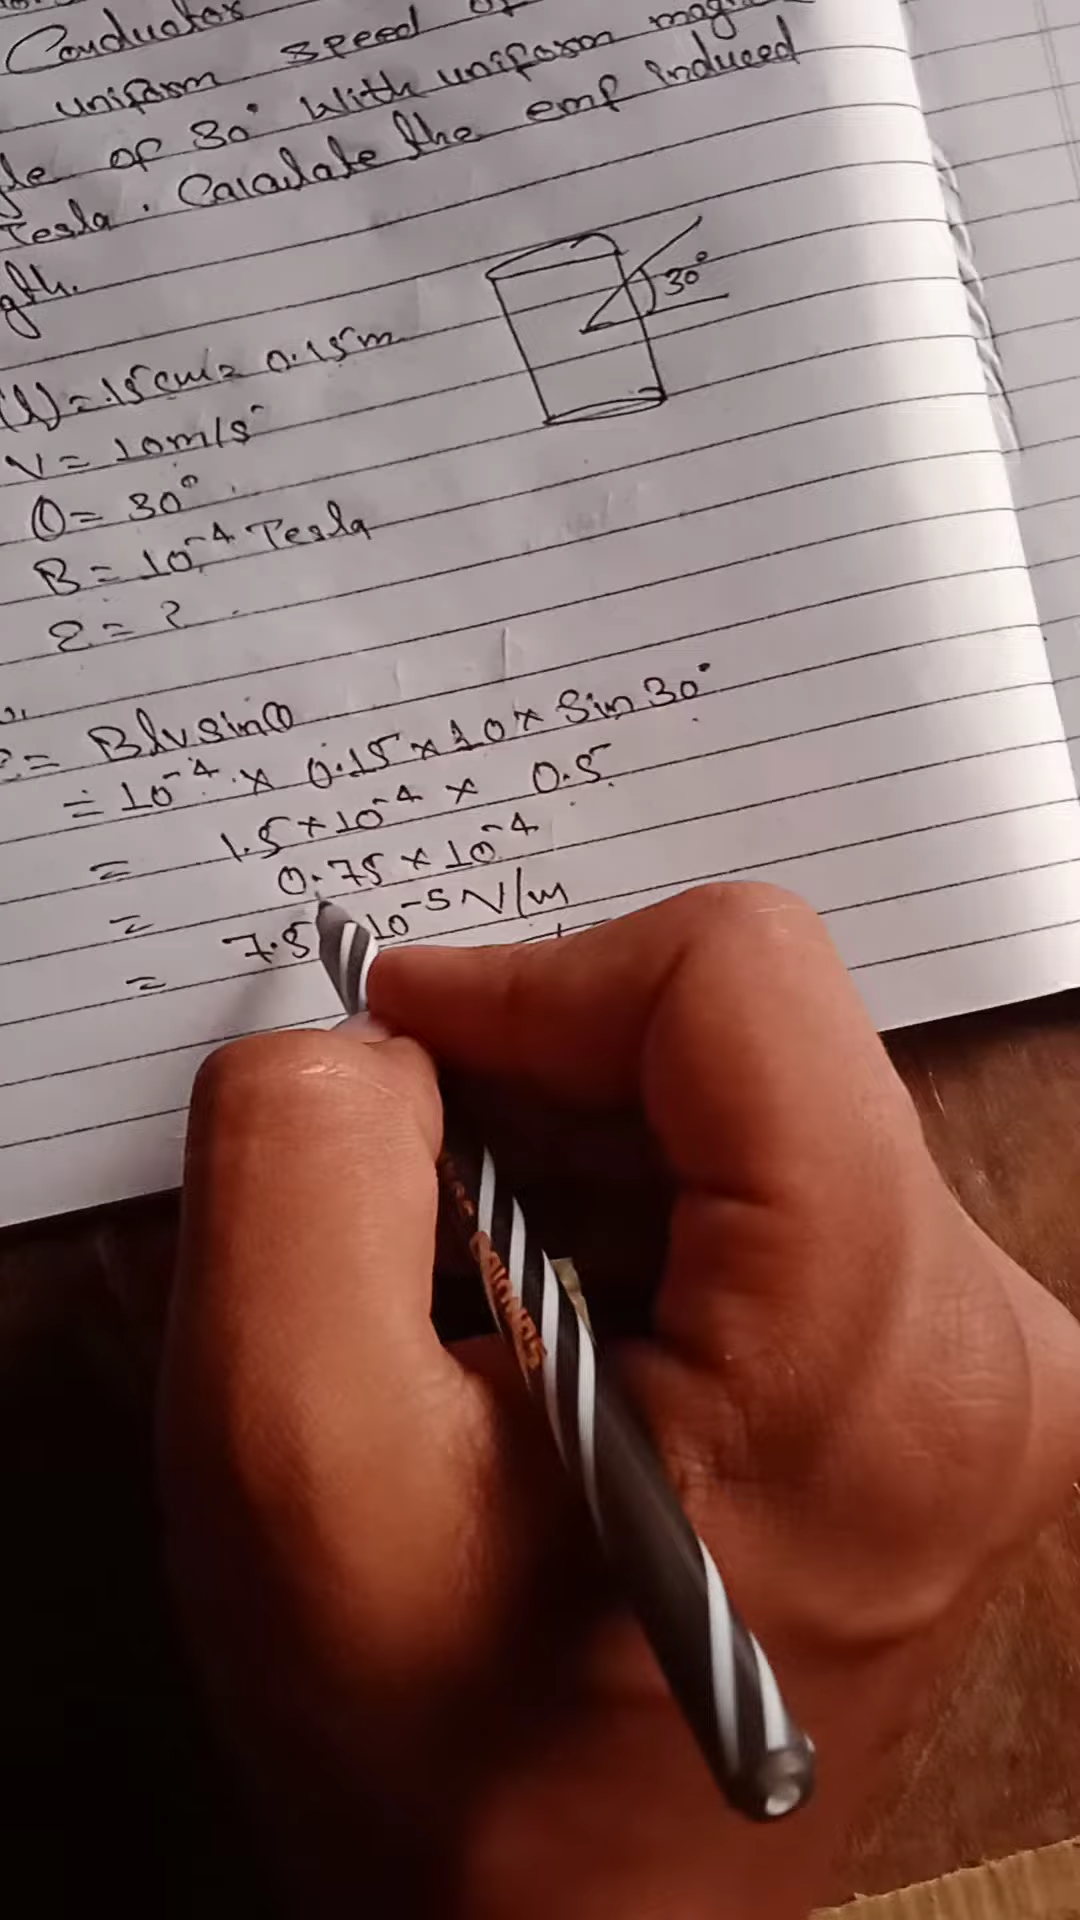 Conductor
uniform speed of
le of 30° with uniform mag
Tesla. Calculate the emf induced
gth.
30°
(l) = 15cm = 0.15m
V = 10m/s
θ = 30°
B = 10⁻⁴ Tesla
ε = ?
= Blvsinθ
= 10⁻⁴ × 0.15 × 10 × Sin 30°
= 1.5 × 10⁻⁴ × 0.5
= 0.75 × 10⁻⁴
= 7.5 10⁻⁵ V/m